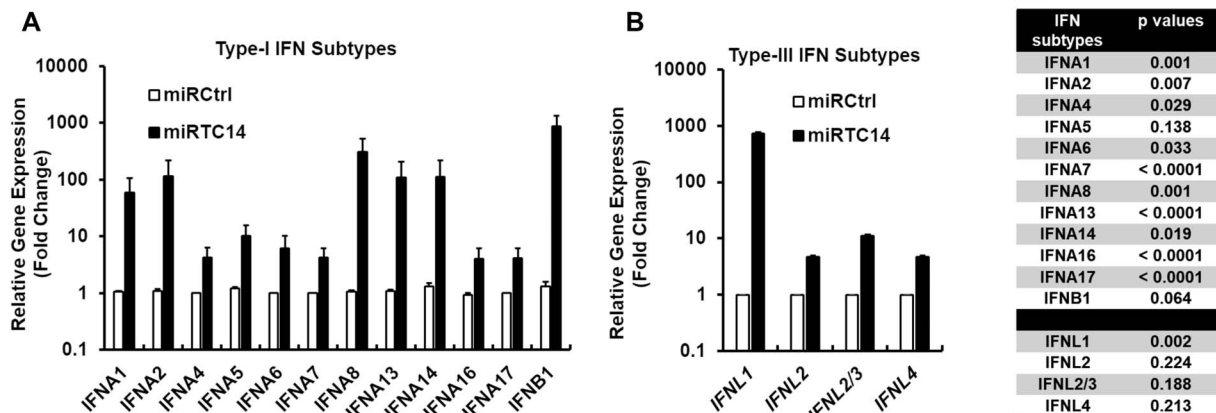 A
Type-I IFN Subtypes
Relative Gene Expression
(Fold Change)
10000
1000
100
10
1
0.1
miRCtrl
miRTC14
IFNA1
IFNA2
IFNA4
IFNA5
IFNA6
IFNA7
IFNA8
IFNA13
IFNA14
IFNA16
IFNA17
IFNB1
B
Type-III IFN Subtypes
Relative Gene Expression
(Fold Change)
10000
1000
100
10
1
0.1
miRCtrl
miRTC14
IFNL1
IFNL2
IFNL2/3
IFNL4
IFN subtypes p values
IFNA1 0.001
IFNA2 0.007
IFNA4 0.029
IFNA5 0.138
IFNA6 0.033
IFNA7 < 0.0001
IFNA8 0.001
IFNA13 < 0.0001
IFNA14 0.019
IFNA16 < 0.0001
IFNA17 < 0.0001
IFNB1 0.064
IFNL1 0.002
IFNL2 0.224
IFNL2/3 0.188
IFNL4 0.213